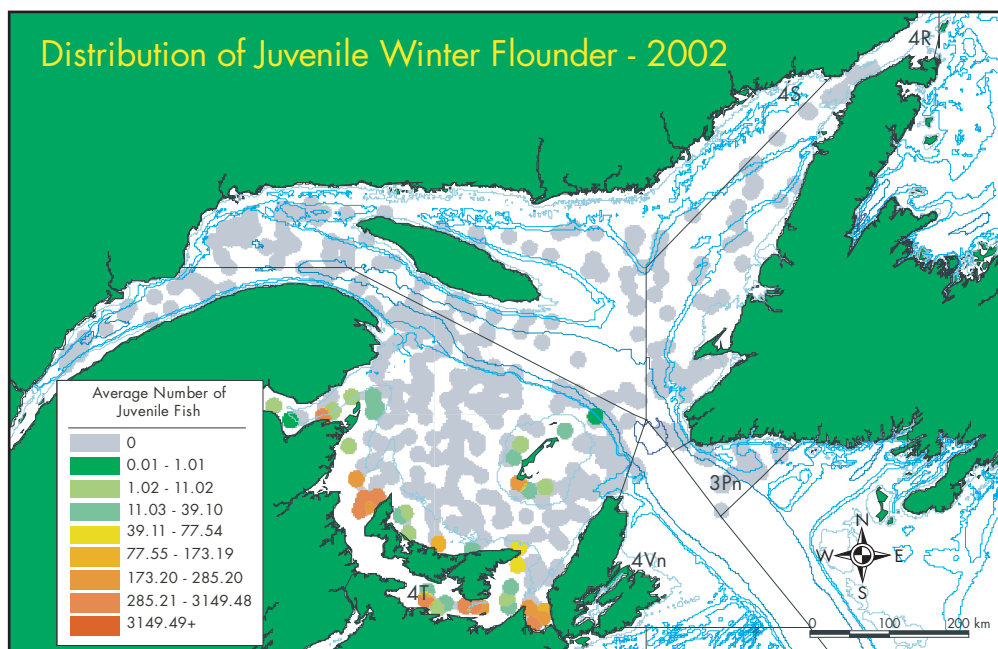 Distribution of Juvenile Winter Flounder - 2002
4R
4S
Average Number of
Juvenile Fish
0
0.01 - 1.01
1.02 - 11.02
11.03 - 39.10
39.11 - 77.54
77.55 - 173.19
173.20 - 285.20
285.21 - 3149.48
3149.49+
3Pn
4Vn
4T
N
W E
S
0 100 200 km